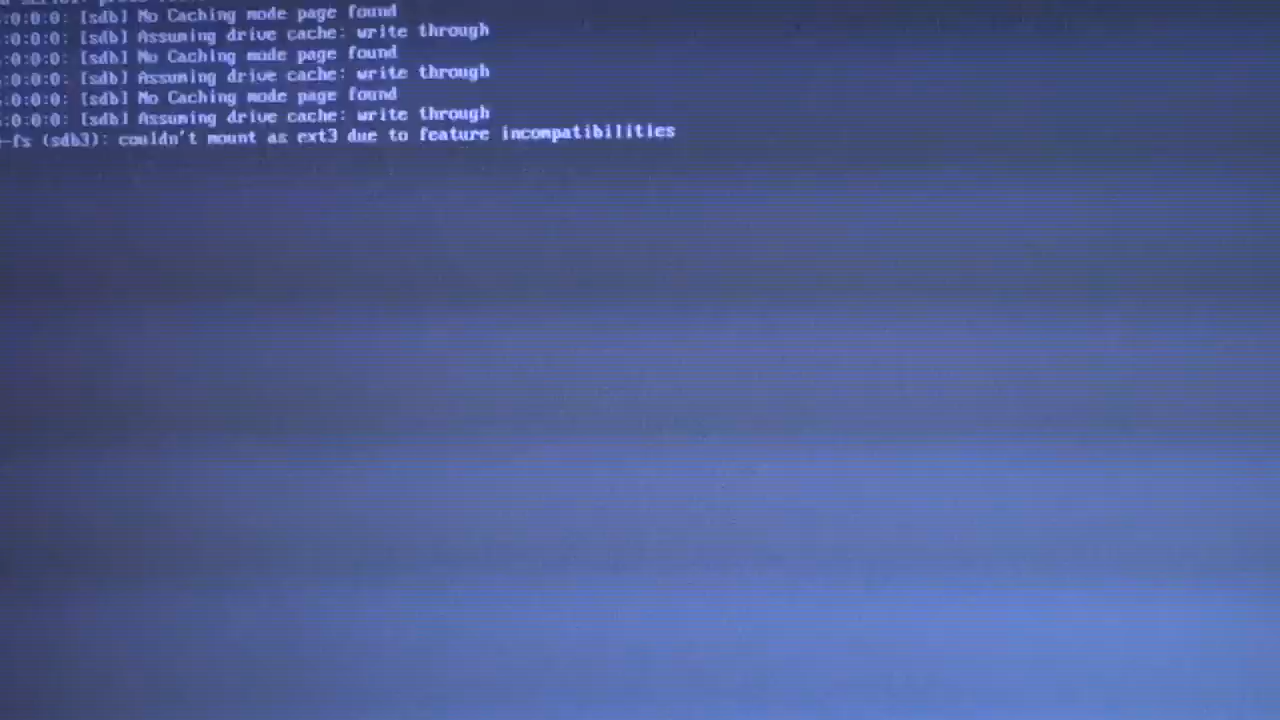 :0:0:0: [sdb] No Caching mode page found
:0:0:0: [sdb] Assuming drive cache: write through
:0:0:0: [sdb] No Caching mode page found
:0:0:0: [sdb] Assuming drive cache: write through
:0:0:0: [sdb] No Caching mode page found
:0:0:0: [sdb] Assuming drive cache: write through
-fs (sdb3): couldn't mount as ext3 due to feature incompatibilities